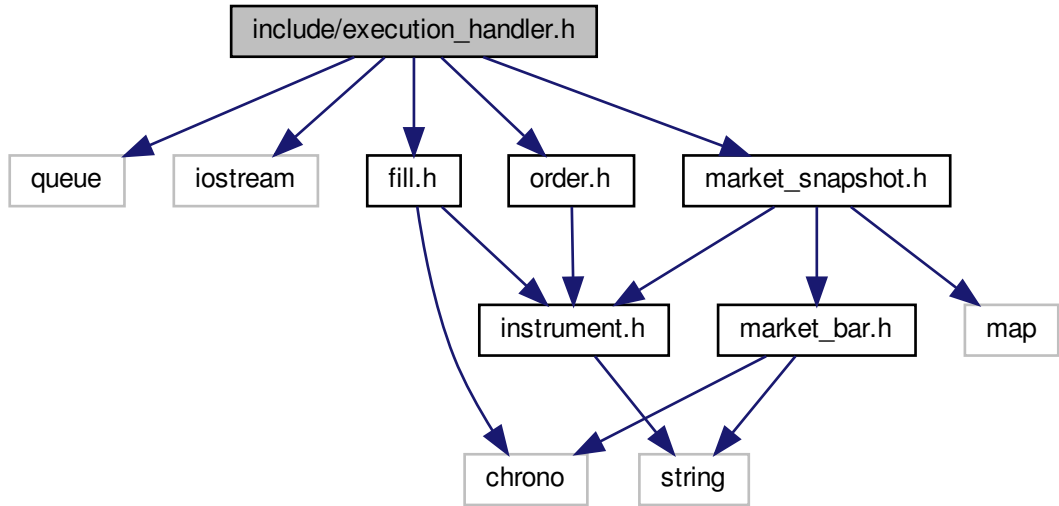 include/execution_handler.h
queue
iostream
fill.h
order.h
market_snapshot.h
instrument.h
market_bar.h
map
chrono
string